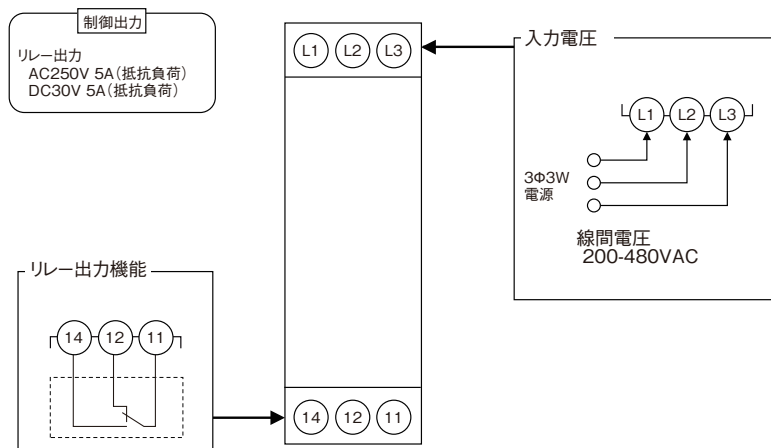 制御出力
リレー出力
AC250V 5A(抵抗負荷)
DC30V 5A(抵抗負荷)
L1 L2 L3
入力電圧
L1 L2 L3
3Φ3W
電源
線間電圧
200-480VAC
リレー出力機能
14 12 11
14 12 11